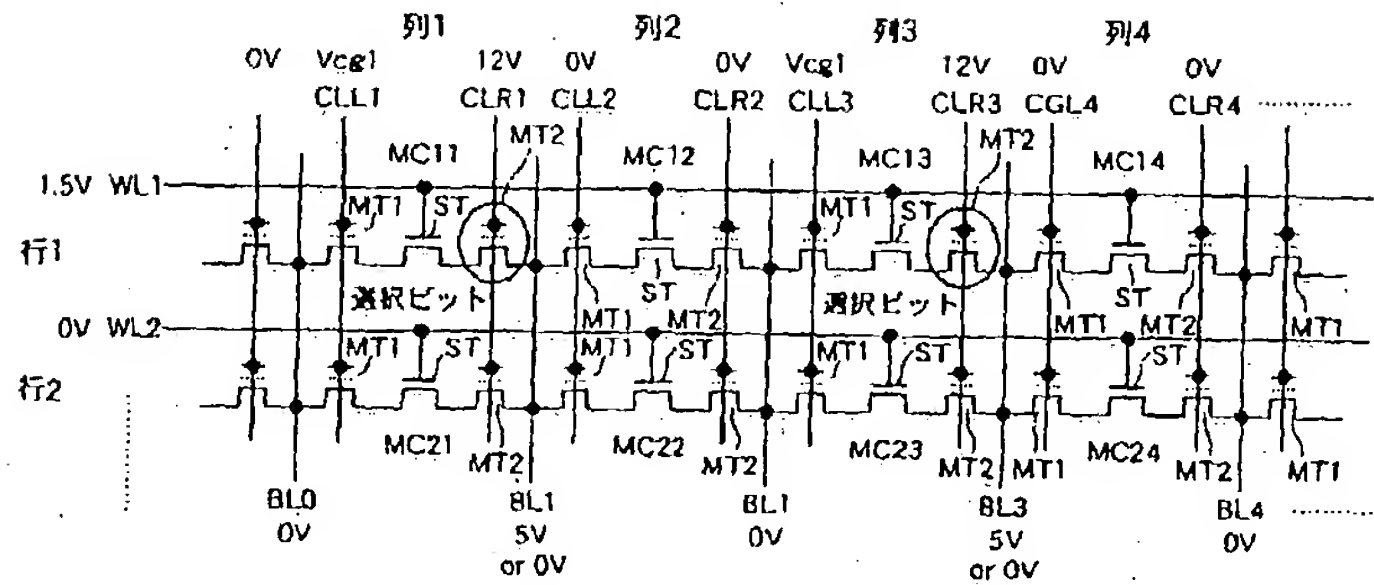 列1 列2 列3 列4
0V Vcg1 12V 0V 0V Vcg1 12V 0V 0V
CLL1 CLR1 CLL2 CLR2 CLL3 CLR3 CGL4 CLR4 ............
MT2 MT2
MC11 MC12 MC13 MC14
1.5V WL1
MT1 ST MT1 ST
行1
選択ビット ST 選択ビット ST
MT1 MT2 MT1 MT2 MT1
0V WL2
MT1 ST MT1 ST MT1 ST ST
行2
MC21 MT2 MC22 MT2 MC23 MT2 MT1 MC24 MT2 MT1
BL0 BL1 BL1 BL3 BL4 ............
0V 5V 0V 5V 0V
or 0V or 0V